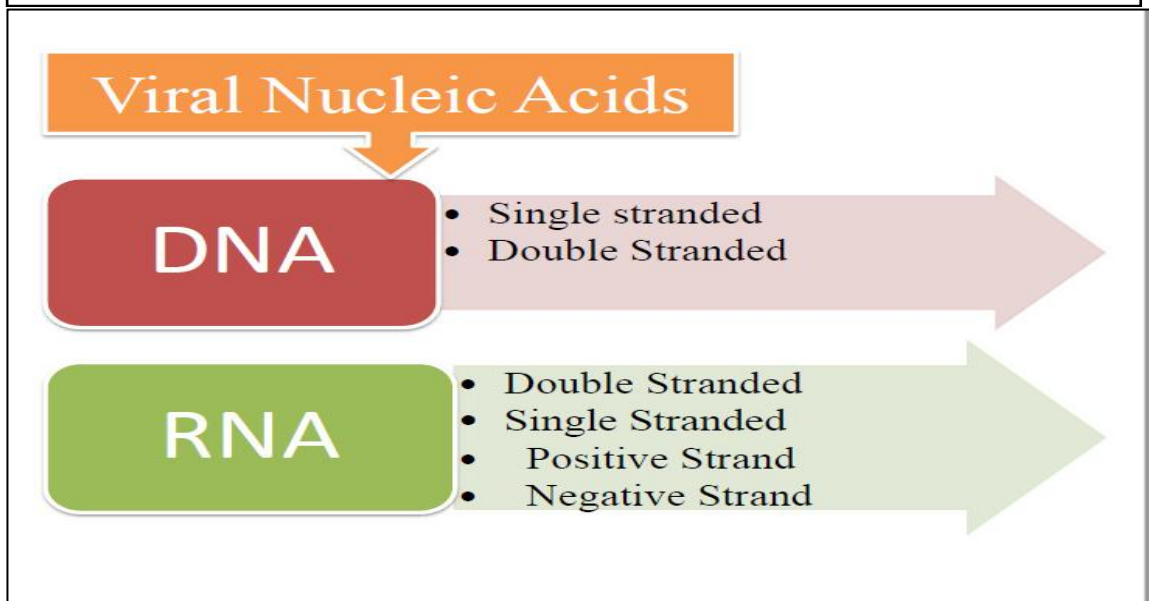 Viral Nucleic Acids
DNA
• Single stranded
• Double Stranded
RNA
• Double Stranded
• Single Stranded
• Positive Strand
• Negative Strand